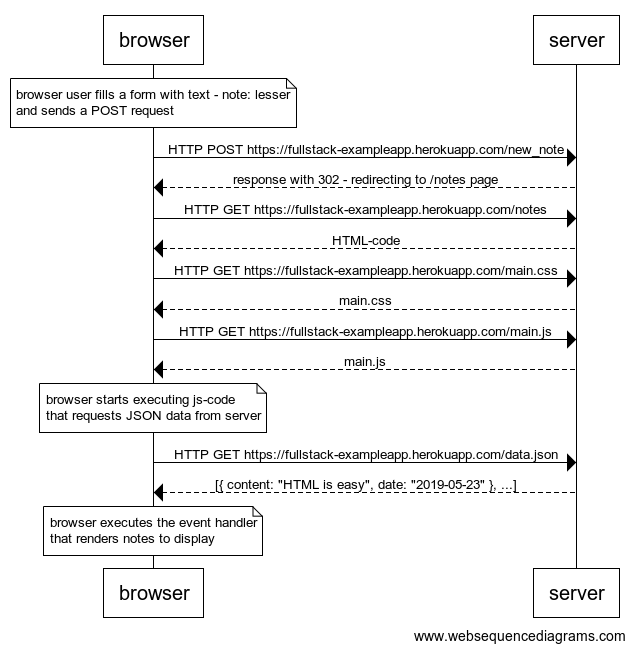 browser
server
browser user fills a form with text - note: lesser
and sends a POST request
HTTP POST https://fullstack-exampleapp.herokuapp.com/new_note
response with 302 - redirecting to /notes page
HTTP GET https://fullstack-exampleapp.herokuapp.com/notes
HTML-code
HTTP GET https://fullstack-exampleapp.herokuapp.com/main.css
main.css
HTTP GET https://fullstack-exampleapp.herokuapp.com/main.js
main.js
browser starts executing js-code
that requests JSON data from server
HTTP GET https://fullstack-exampleapp.herokuapp.com/data.json
[{ content: "HTML is easy", date: "2019-05-23" }, ...]
browser executes the event handler
that renders notes to display
browser
server
www.websequencediagrams.com